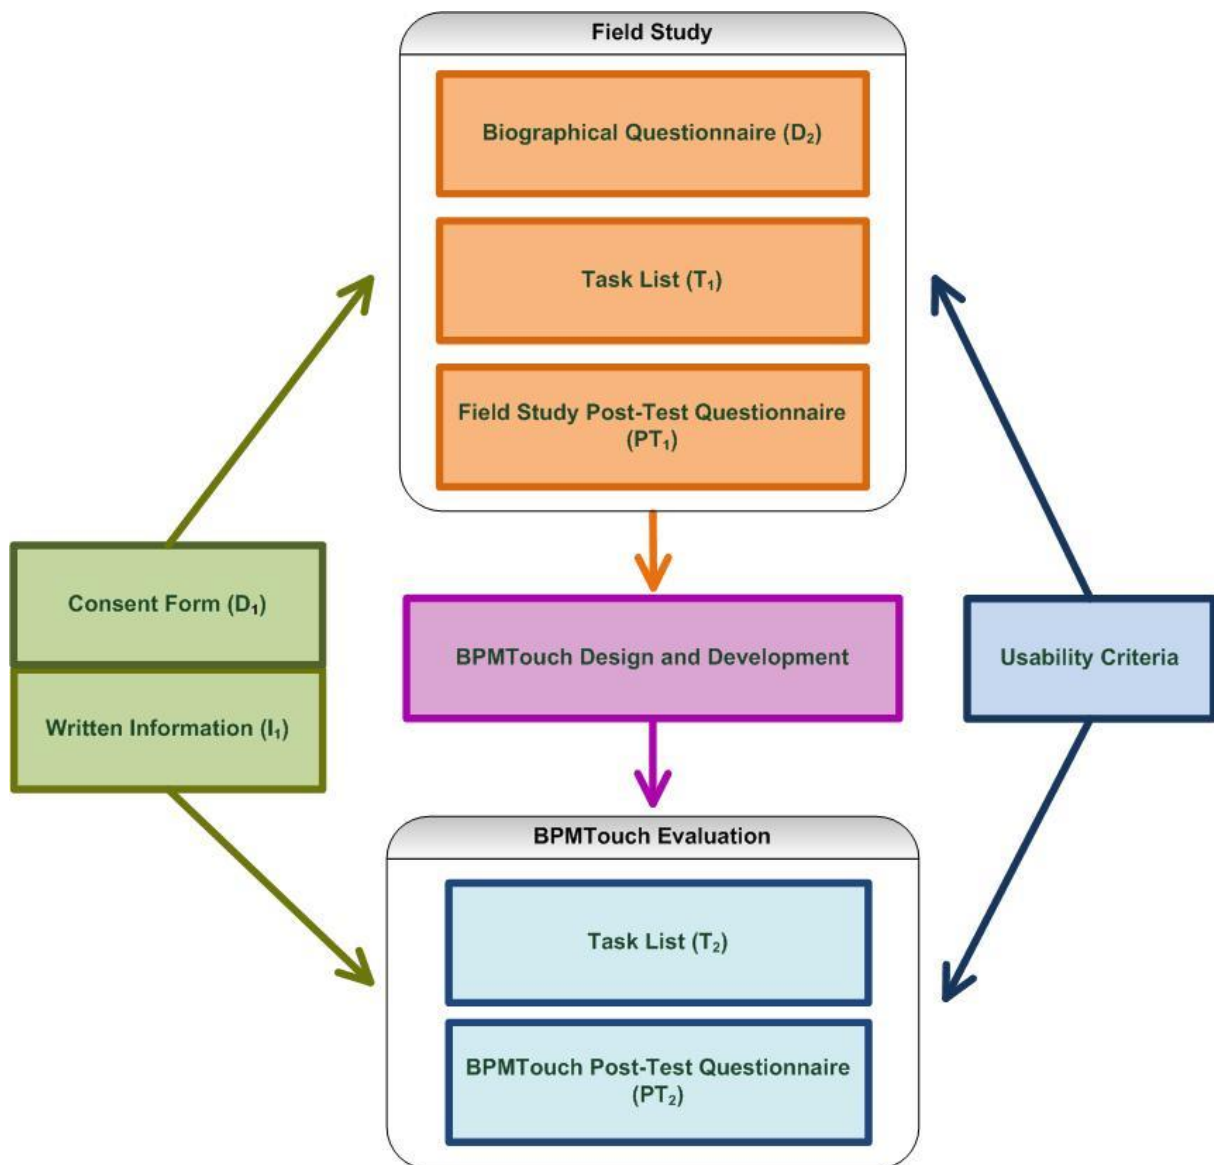 Field Study
Biographical Questionnaire (D₂)
Task List (T₁)
Field Study Post-Test Questionnaire
(PT₁)
Consent Form (D₁)
Written Information (I₁)
BPMTouch Design and Development
Usability Criteria
BPMTouch Evaluation
Task List (T₂)
BPMTouch Post-Test Questionnaire
(PT₂)